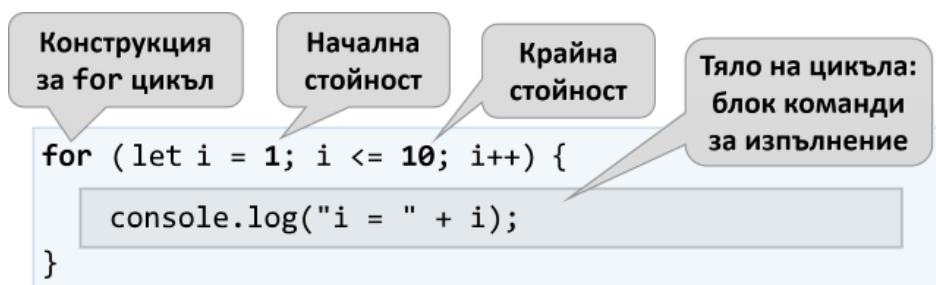 Конструкция
за for цикъл
Начална
стойност
Крайна
стойност
Тяло на цикъла:
блок команди
за изпълнение
for (let i = 1; i <= 10; i++) {
console.log("i = " + i);
}